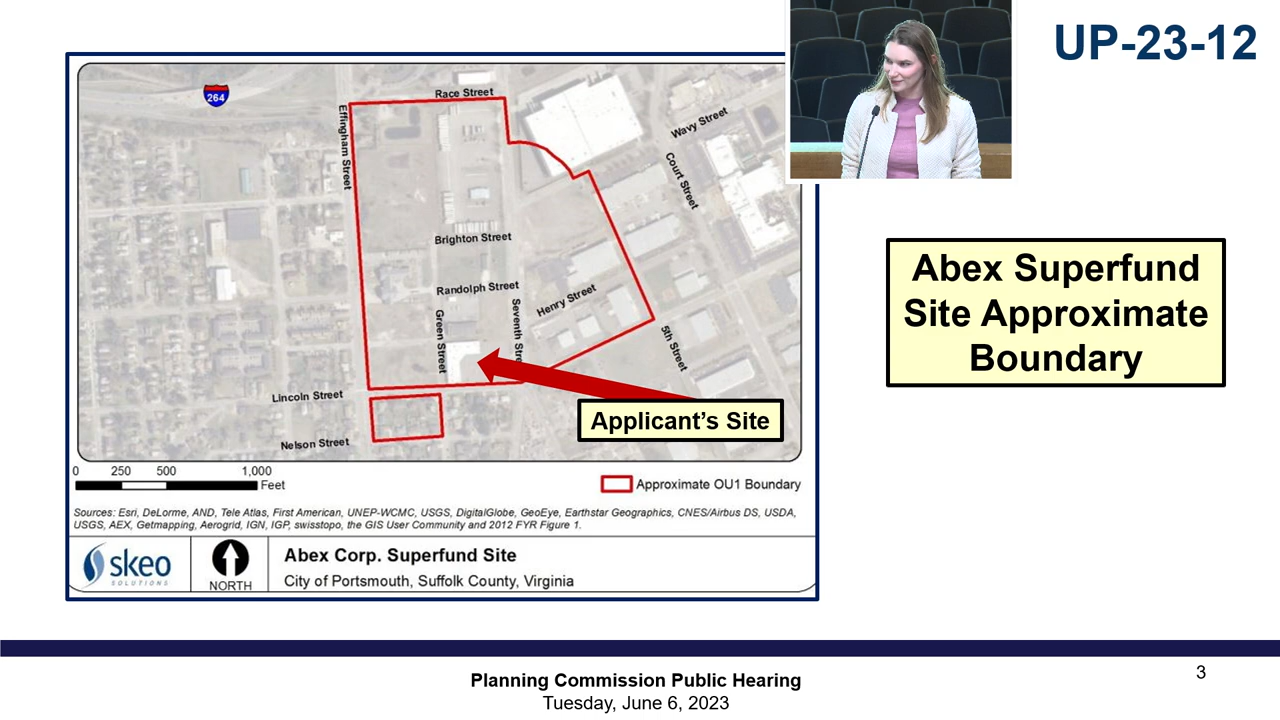 UP-23-12
264
Race Street
Effingham Street
Wavy Street
Court Street
Brighton Street
Randolph Street
Henry Street
Green Street
Seventh Stre
5th Street
Lincoln Street
Nelson Street
Applicant's Site
Abex Superfund
Site Approximate
Boundary
0 250 500 1,000
Feet
Approximate OU1 Boundary
Sources: Esri, DeLorme, AND, Tele Atlas, First American, UNEP-WCMC, USGS, DigitalGlobe, GeoEye, Earthstar Geographics, CNES/Airbus DS, USDA,
USGS, AEX, Getmapping, Aerogrid, IGN, IGP, swisstopo, the GIS User Community and 2012 FYR Figure 1.
skeo
SOLUTIONS
NORTH
Abex Corp. Superfund Site
City of Portsmouth, Suffolk County, Virginia
Planning Commission Public Hearing
Tuesday, June 6, 2023
3